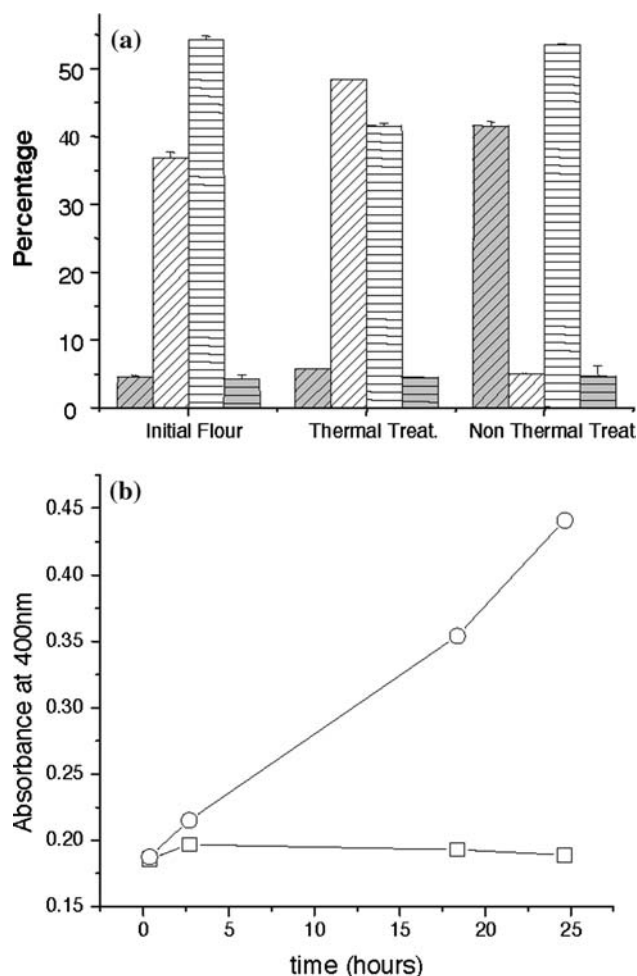 (a)
Percentage
50
40
30
20
10
0
Initial Flour
Thermal Treat.
Non Thermal Treat.
(b)
Absorbance at 400nm
0.45
0.40
0.35
0.30
0.25
0.20
0.15
0
5
10
15
20
25
time (hours)